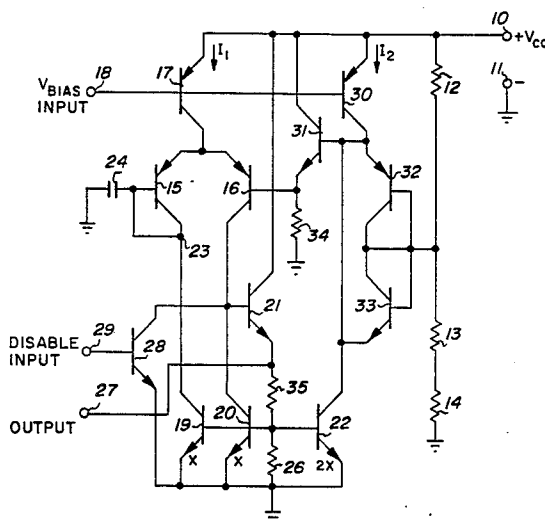 10
+VCC
I1
I2
17
18
VBIAS
INPUT
30
11
−
12
31
24
15
16
32
34
23
33
21
DISABLE
INPUT
29
28
27
OUTPUT
35
13
14
19
20
22
X
X
26
2X